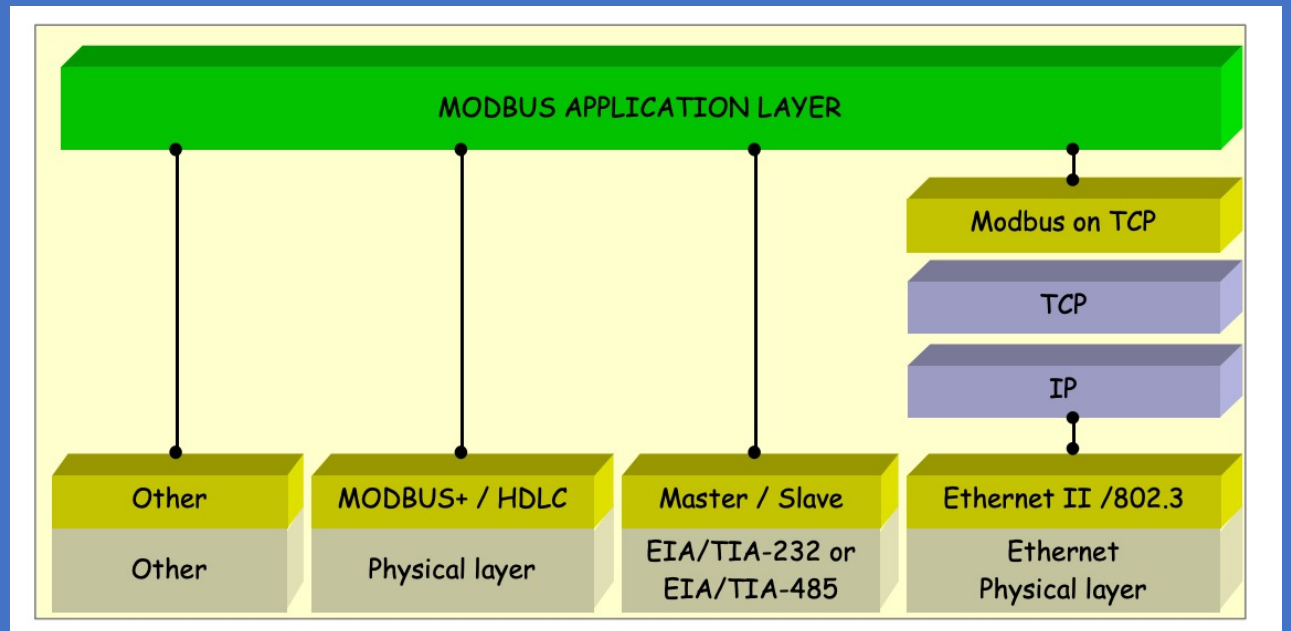 MODBUS APPLICATION LAYER
Modbus on TCP
TCP
IP
Other
MODBUS+ / HDLC
Master / Slave
Ethernet II /802.3
Other
Physical layer
EIA/TIA-232 or
EIA/TIA-485
Ethernet
Physical layer